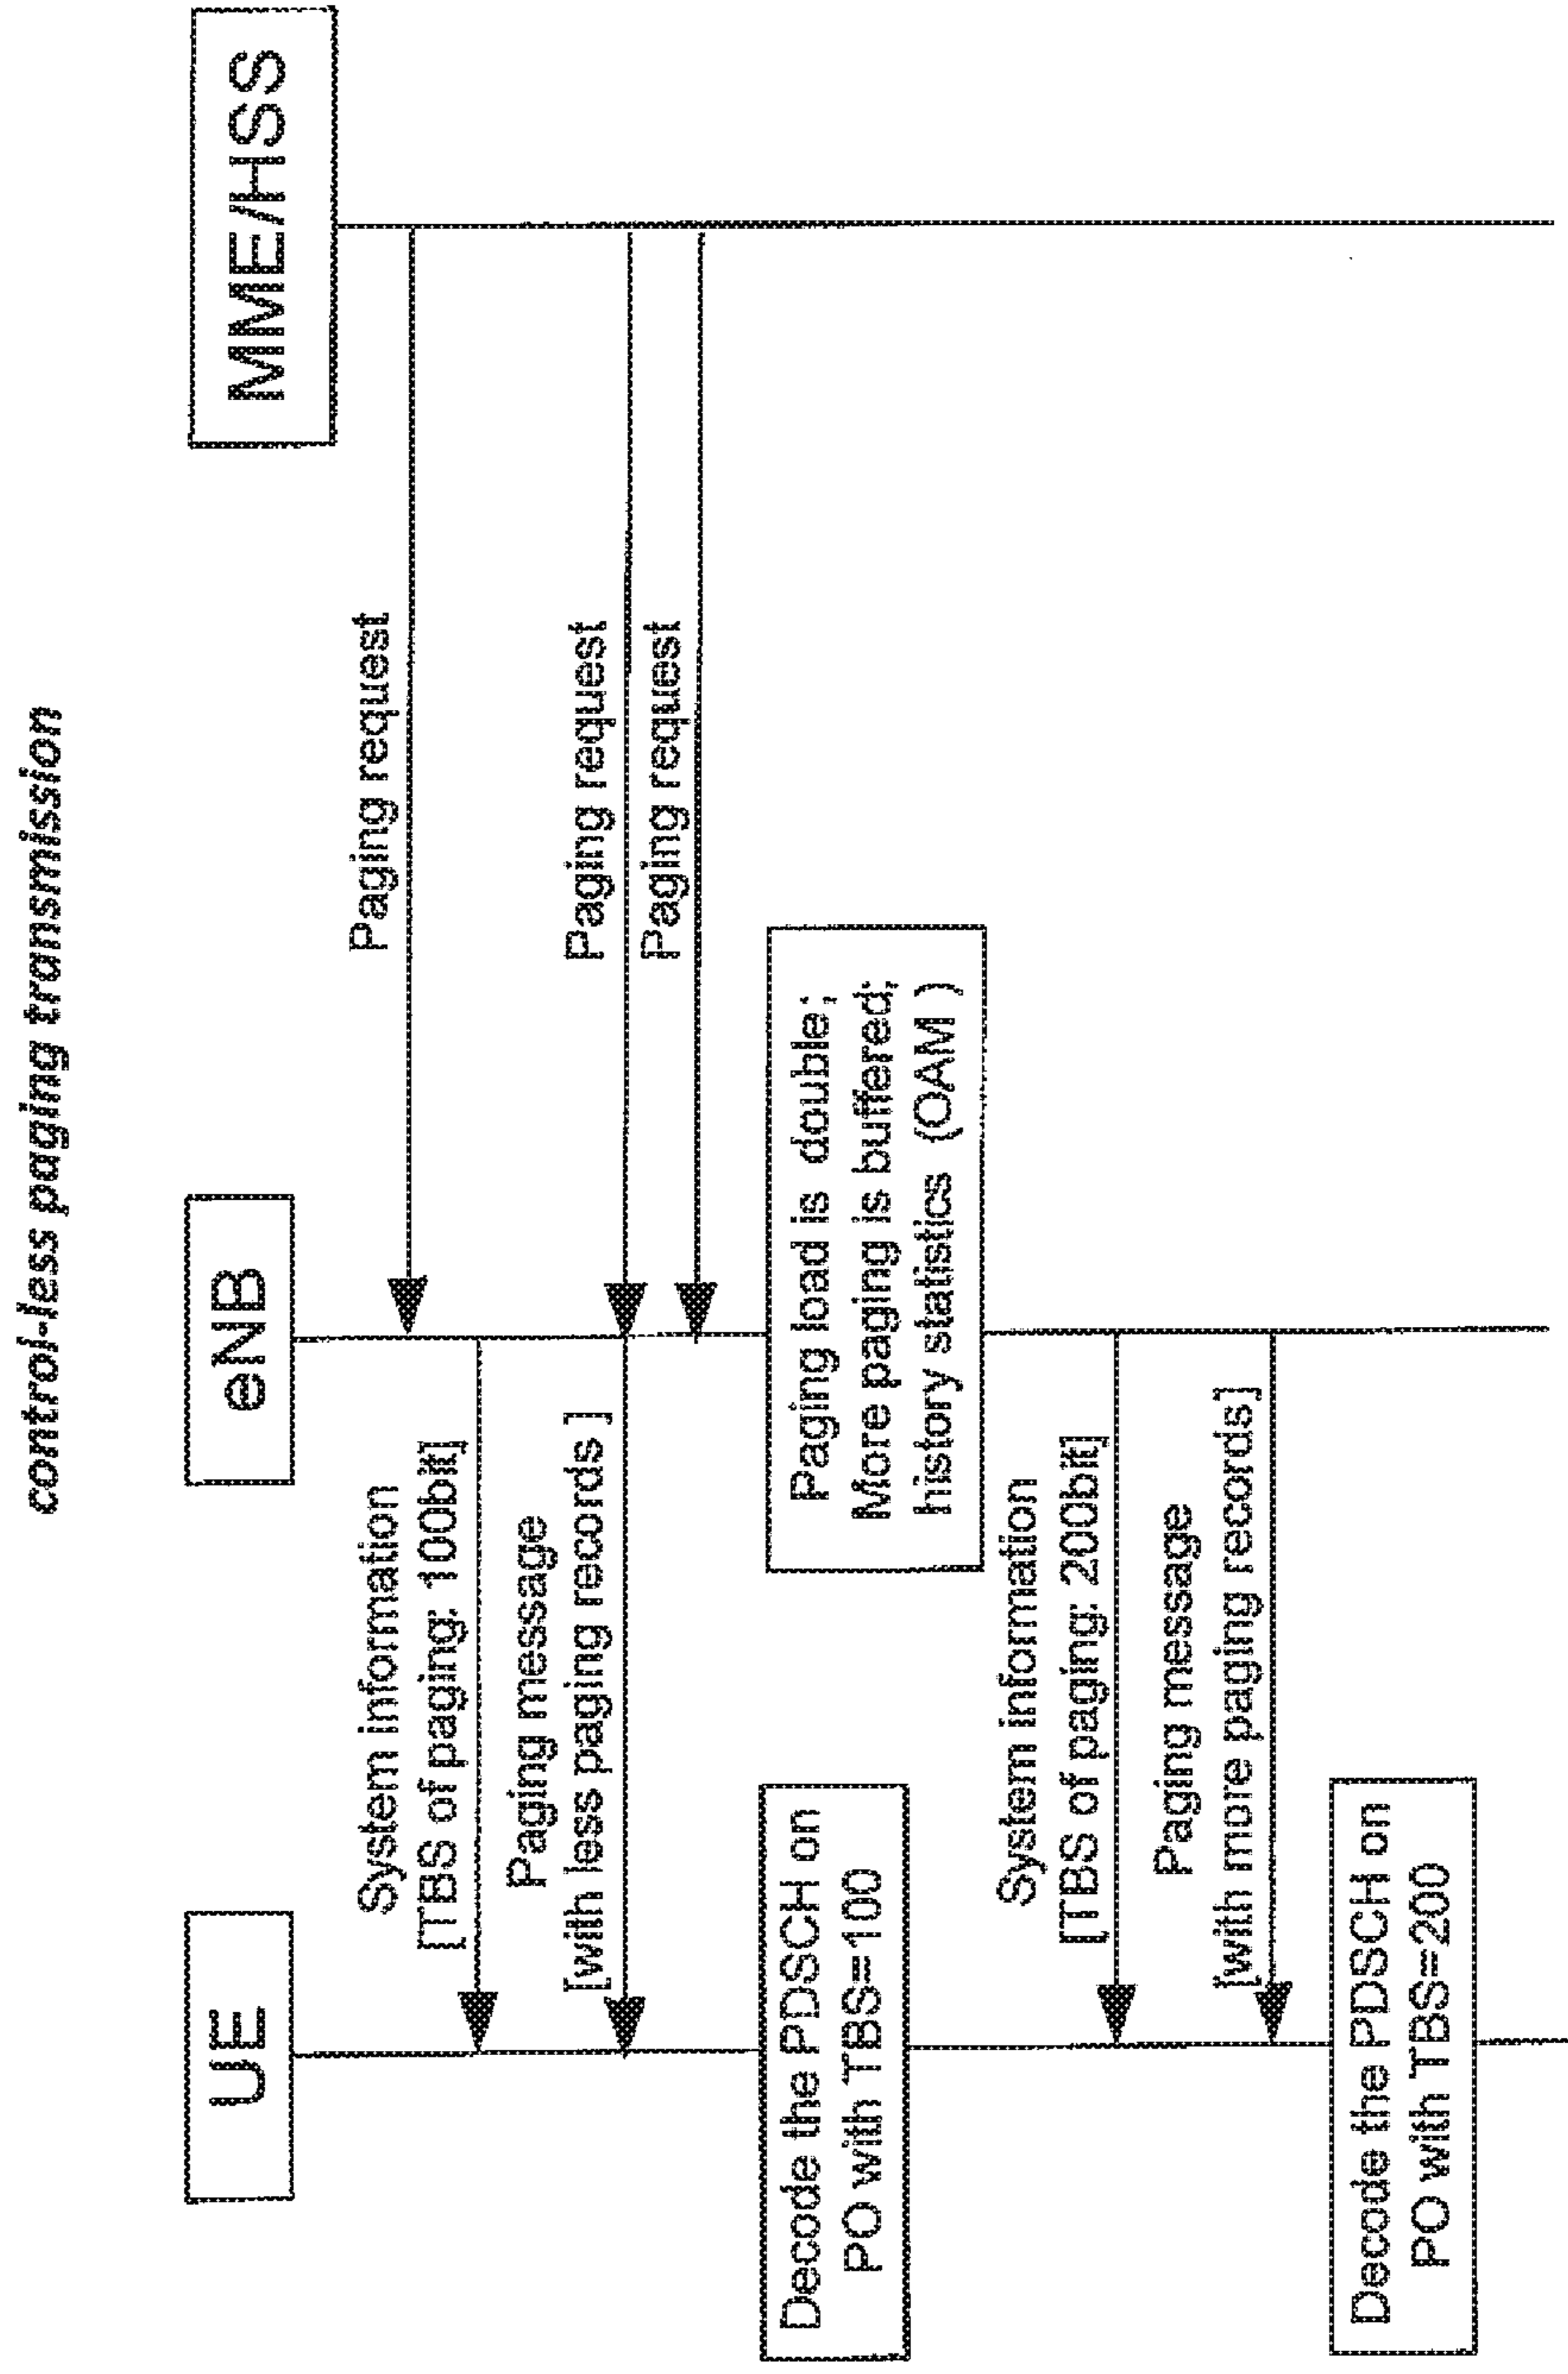 control-less paging transmission
UE
eNB
MME/HSS
Paging request
System information
[TBS of paging: 100bit]
Paging message
[with less paging records ]
Paging request
Paging request
Decode the PDSCH on
PO with TBS=100
Paging load is double;
More paging is buffered;
history statistics (OAM )
System information
[TBS of paging: 200bit]
Paging message
[with more paging records]
Decode the PDSCH on
PO with TBS=200